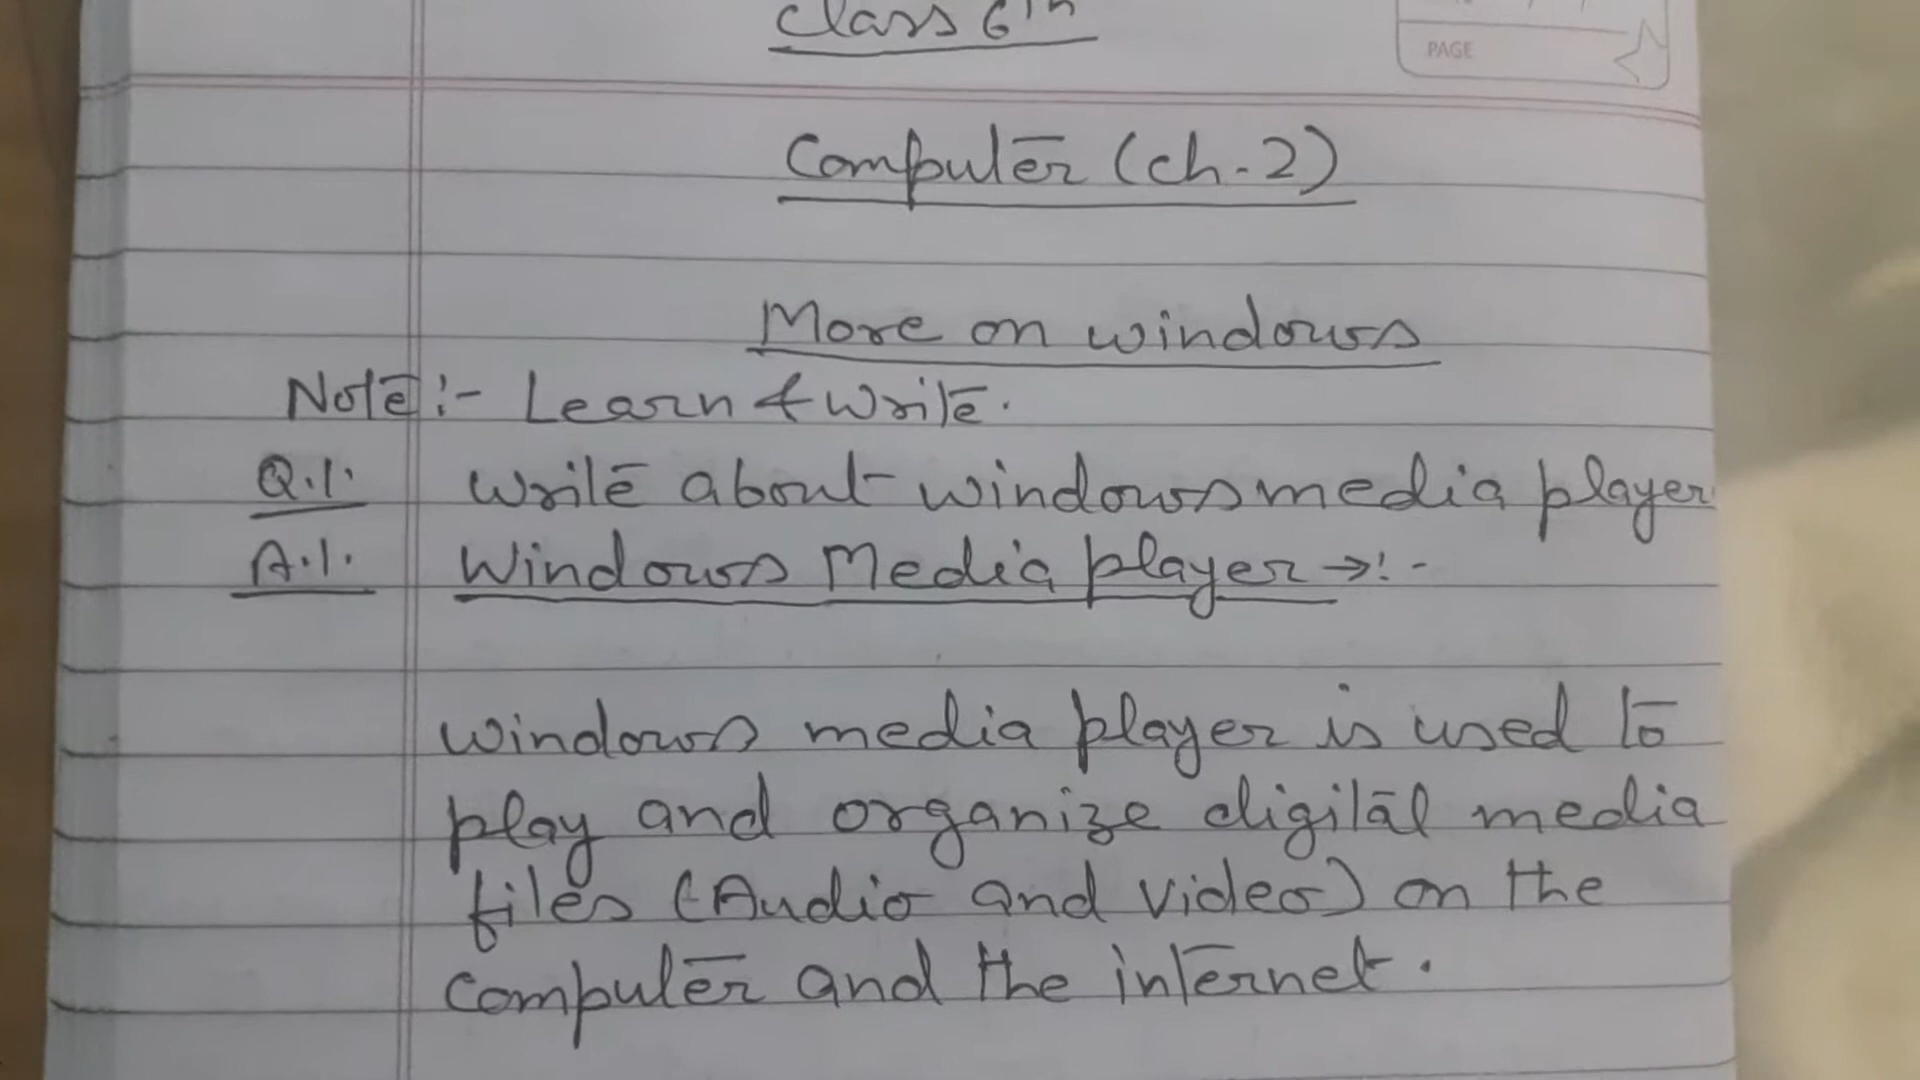 Class 6th
PAGE
Computer (ch.2)
More on windows
Note:- Learn & Write.
Q.1. Write about windows media player.
A.1. Windows Media player →:-
windows media player is used to
play and organize digital media
files (Audio and Video) on the
computer and the internet.